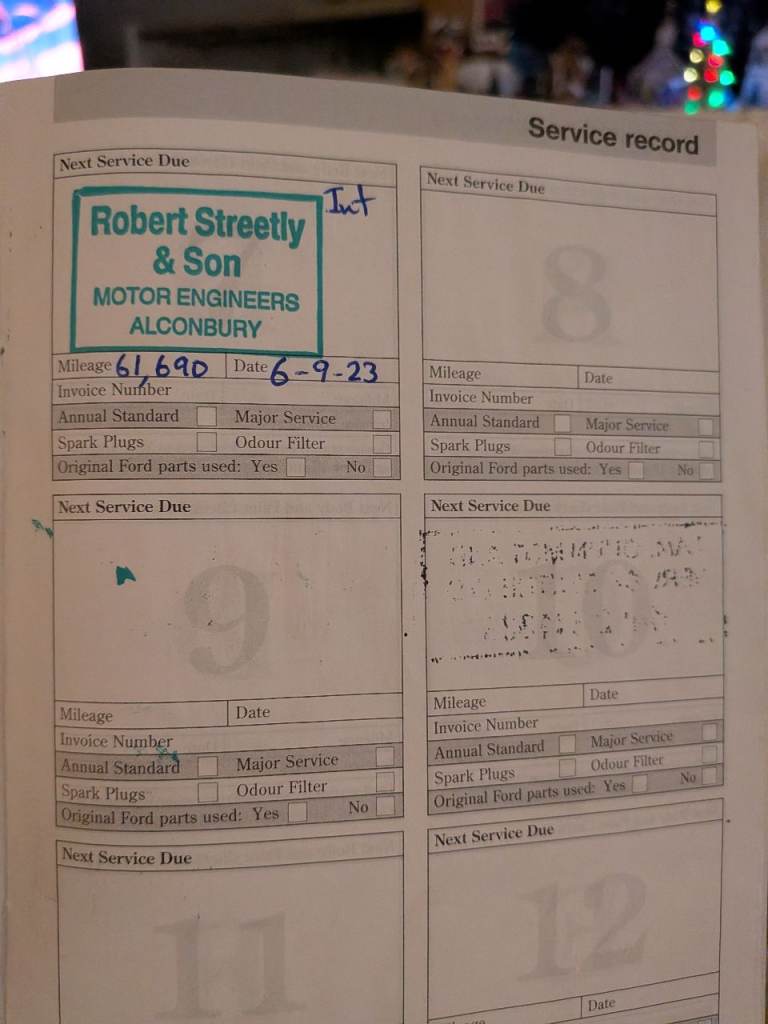 Service record
Next Service Due
Int
Robert Streetly
& Son
MOTOR ENGINEERS
ALCONBURY
Mileage 61,690 Date 6-9-23
Invoice Number
Annual Standard Major Service
Spark Plugs Odour Filter
Original Ford parts used: Yes No
Next Service Due
8
Mileage Date
Invoice Number
Annual Standard Major Service
Spark Plugs Odour Filter
Original Ford parts used: Yes No
Next Service Due
9
Mileage Date
Invoice Number
Annual Standard Major Service
Spark Plugs Odour Filter
Original Ford parts used: Yes No
Next Service Due
10
Mileage Date
Invoice Number
Annual Standard Major Service
Spark Plugs Odour Filter
Original Ford parts used: Yes No
Next Service Due
11
Next Service Due
12
Mileage Date